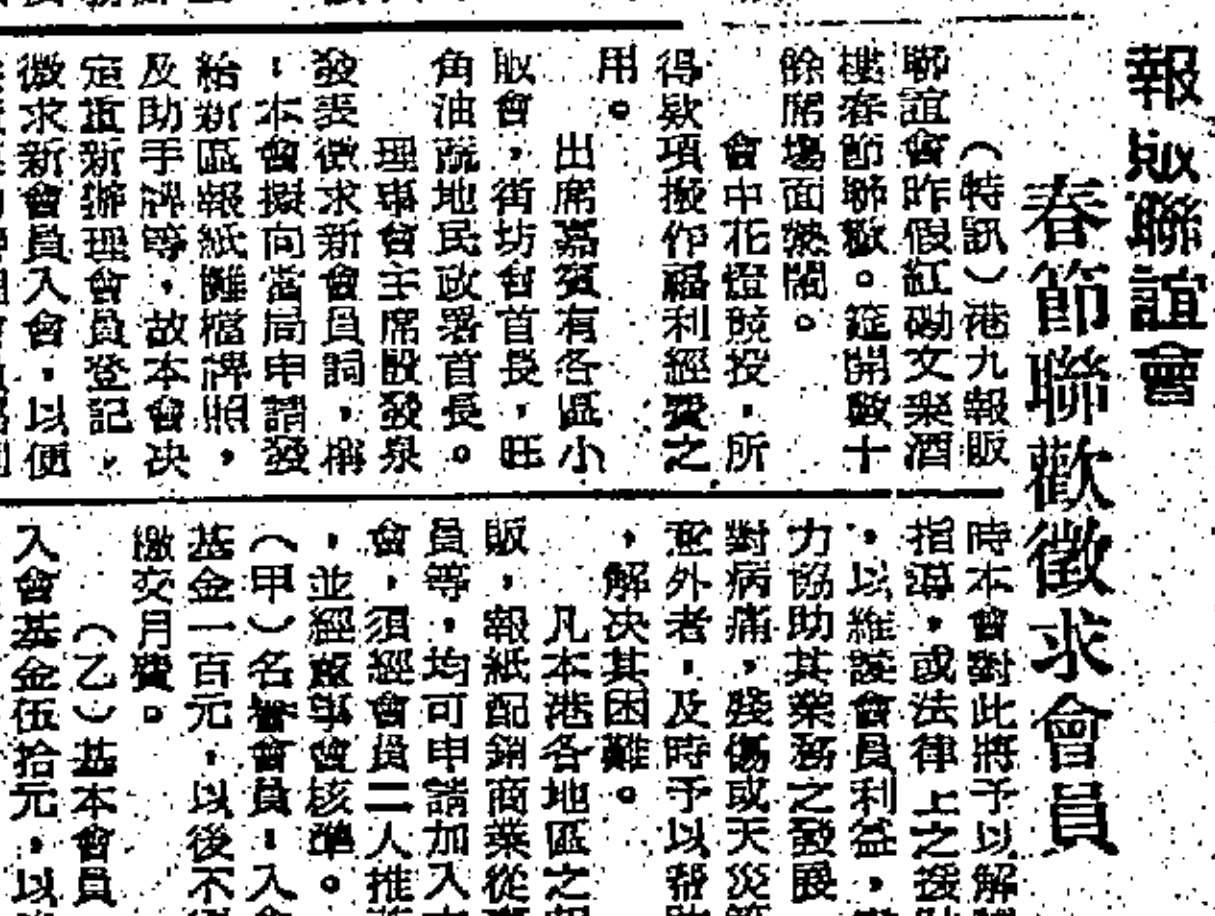 報販聯誼會
春節聯歡徵求會員
（特訊）港九報販
聯誼會昨假紅磡文樂酒
樓春節聯歡。筵開數十
餘席場面熱鬧。
會中花燈競投，所
得欵項撥作福利經費之
用。
出席嘉賓有各區小
販會，街坊會首長，旺
角油蔴地民政署首長。
理事會主席殷發泉
發表徵求新會員詞，稱
：本會擬向當局申請發
給新區報紙攤檔牌照，
及助手牌等，故本會决
定重新辦理會員登記，
徵求新會員入會，以便
時本會對此將予以解
指導，或法律上之援
，以維護會員利益，
力協助其業務之發展
對病痛，喪傷或天災
意外者，及時予以帮
，解决其困難。
凡本港各地區之報
販，報紙配銷商業從
員等，均可申請加入
會，須經會員二人推
，並經理事會核準。
（甲）名譽會員，入
基金一百元，以後不
繳交月費。
（乙）基本會員
入會基金伍拾元，以